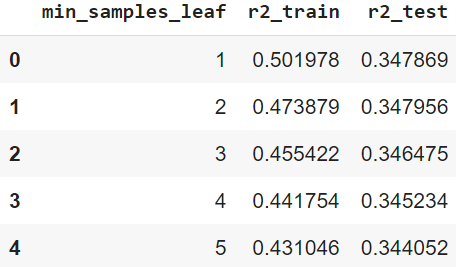 min_samples_leaf r2_train r2_test
0 1 0.501978 0.347869
1 2 0.473879 0.347956
2 3 0.455422 0.346475
3 4 0.441754 0.345234
4 5 0.431046 0.344052